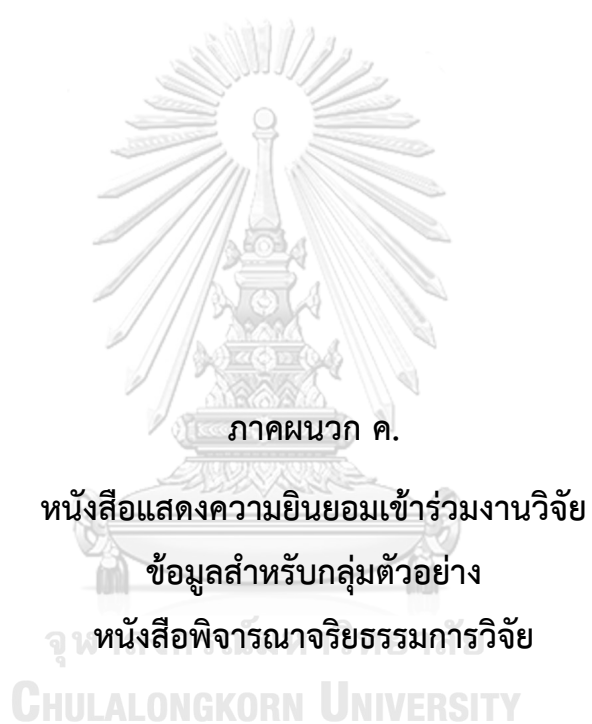 ภาคผนวก ค.
หนังสือแสดงความยินยอมเข้าร่วมงานวิจัย
ข้อมูลสำหรับกลุ่มตัวอย่าง
หนังสือพิจารณาจริยธรรมการวิจัย
CHULALONGKORN UNIVERSITY